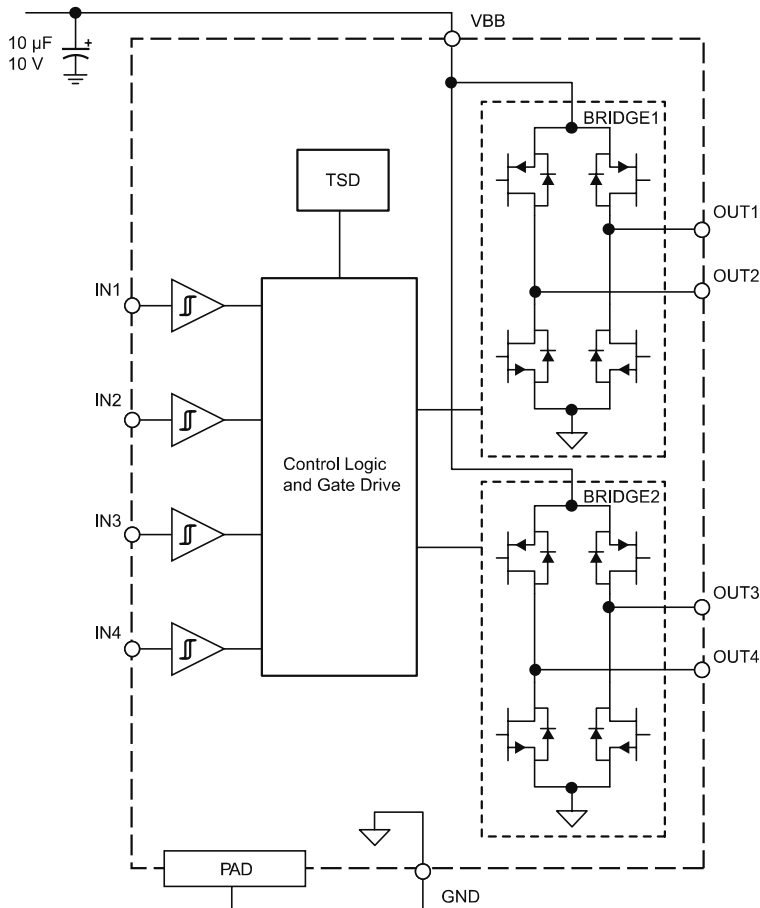 VBB
10 µF
10 V
+
BRIDGE1
TSD
OUT1
OUT2
IN1
IN2
Control Logic
and Gate Drive
BRIDGE2
IN3
OUT3
IN4
OUT4
PAD
GND